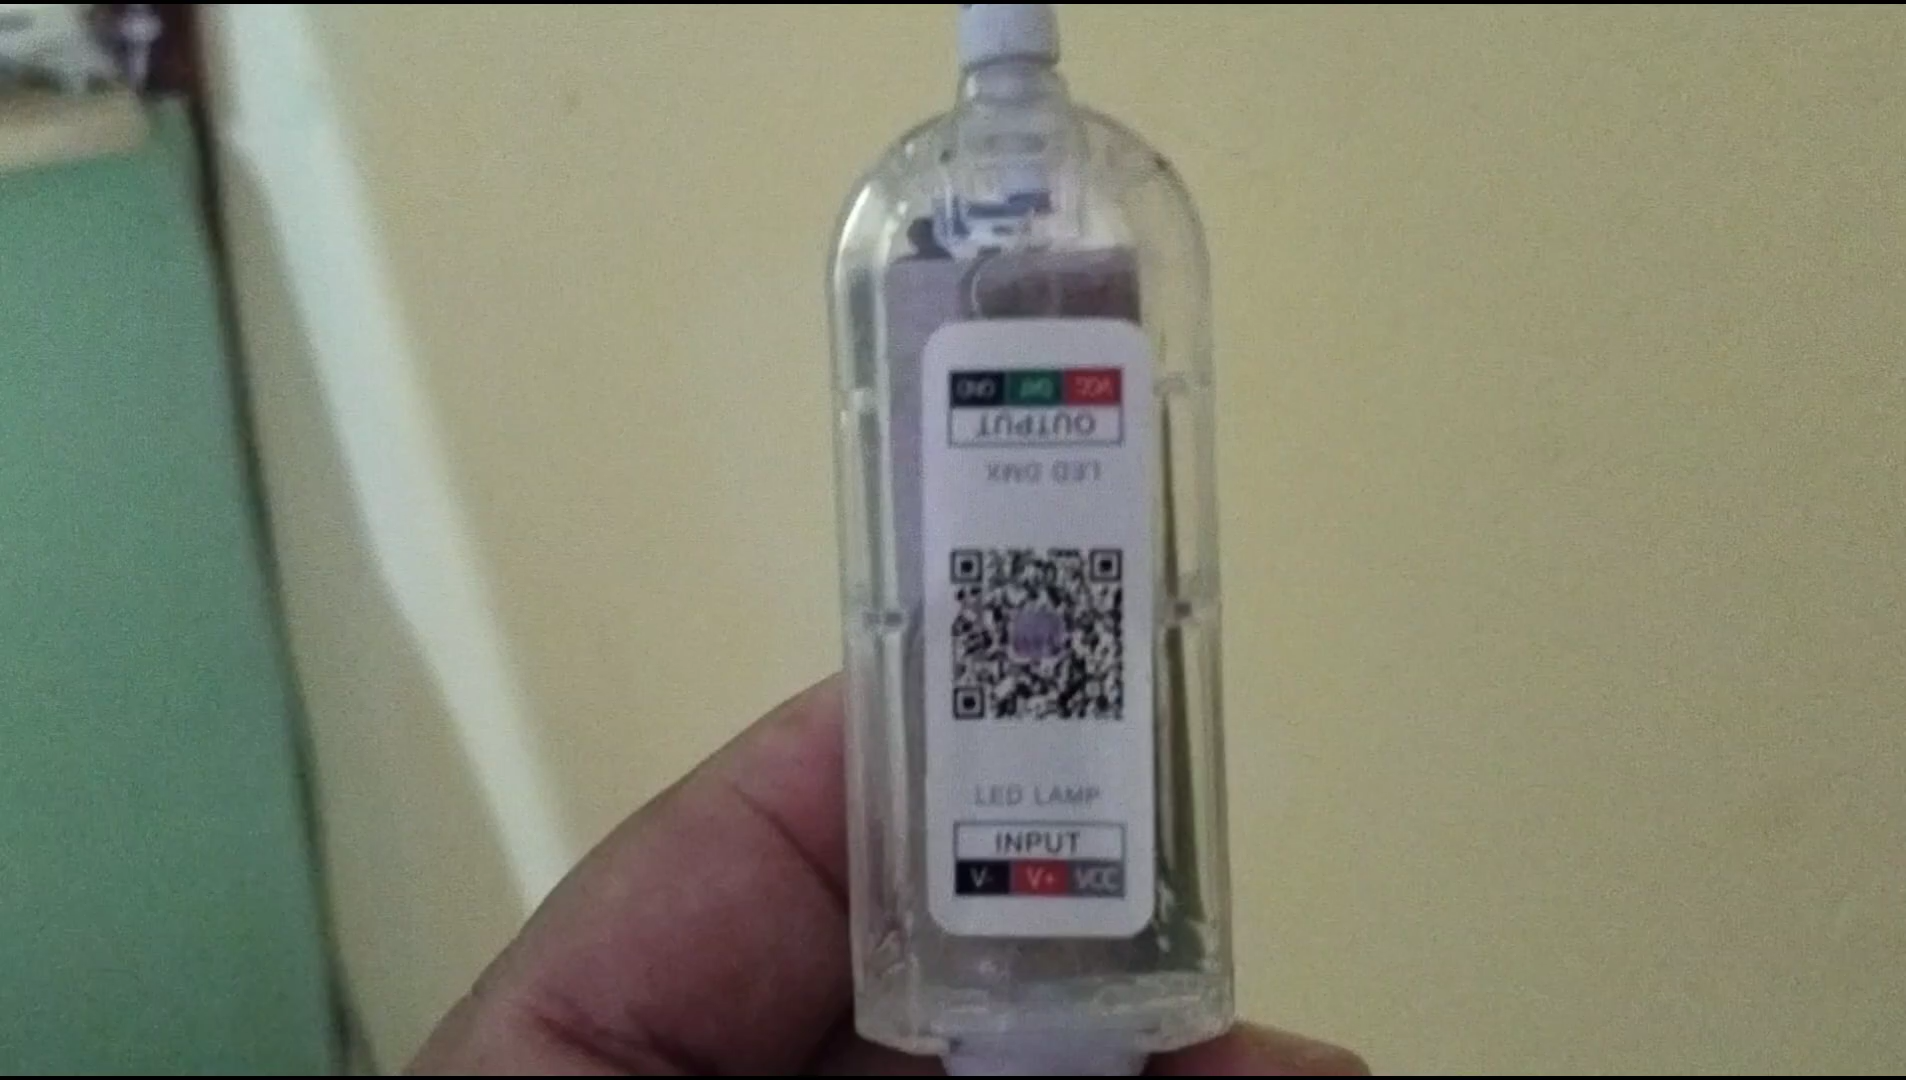 GND DAT VCC
OUTPUT
LED DMX
LED LAMP
INPUT
V- V+ VCC